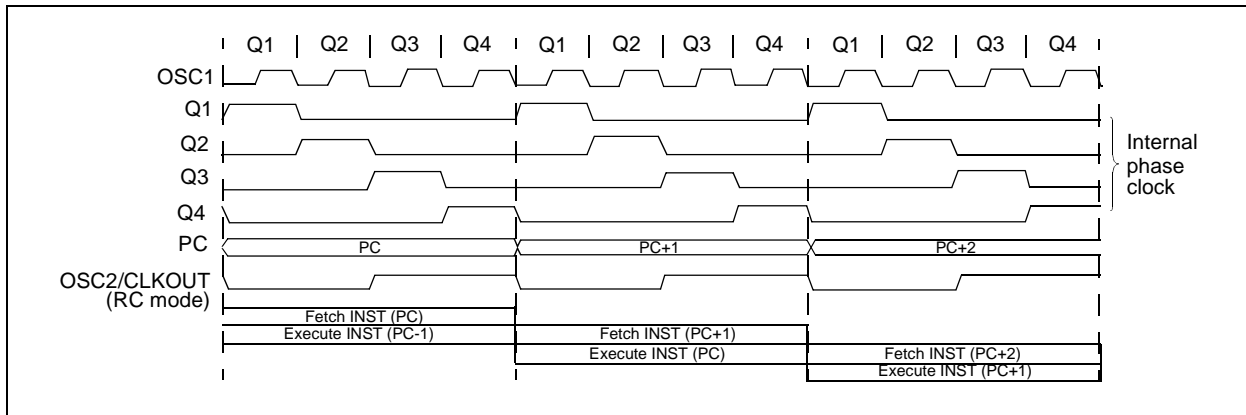 Q1 Q2 Q3 Q4 Q1 Q2 Q3 Q4 Q1 Q2 Q3 Q4
OSC1
Q1
Q2
Q3
Q4
PC
PC PC+1 PC+2
OSC2/CLKOUT
(RC mode)
Internal
phase
clock
Fetch INST (PC)
Execute INST (PC-1) Fetch INST (PC+1)
Execute INST (PC) Fetch INST (PC+2)
Execute INST (PC+1)